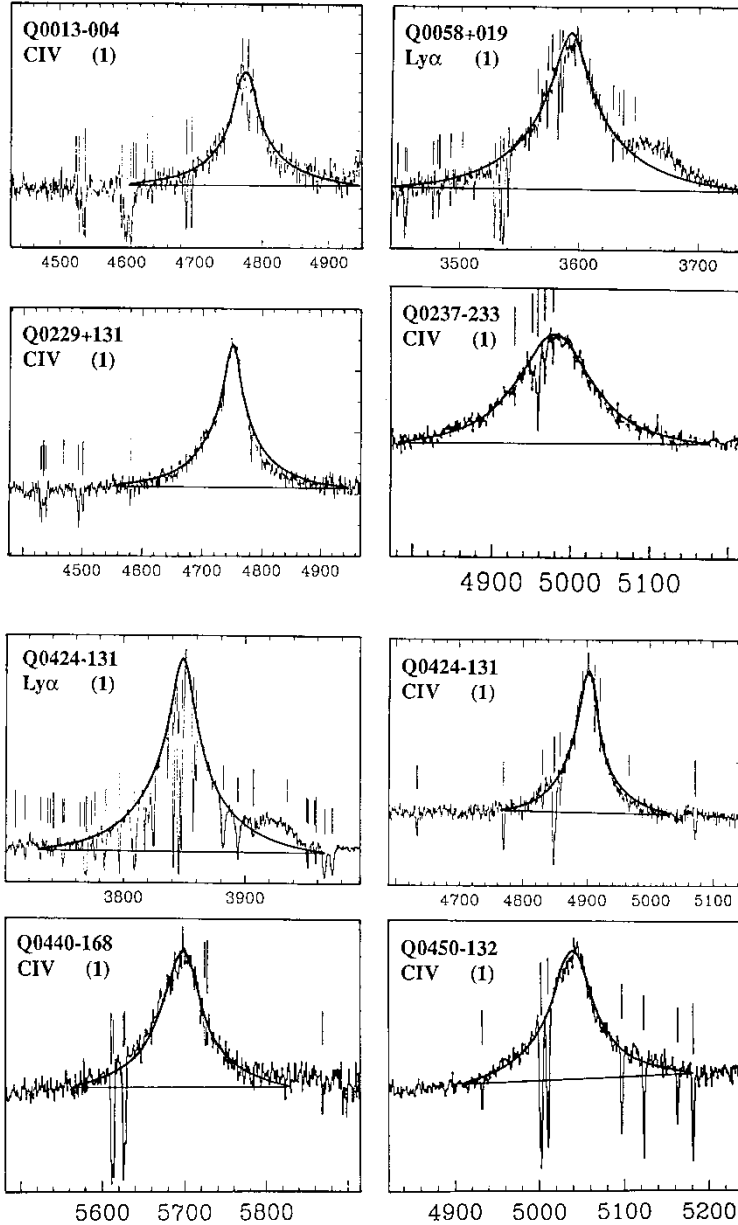 Q0013-004
CIV (1)
4500 4600 4700 4800 4900
Q0058+019
Lyα (1)
3500 3600 3700
Q0229+131
CIV (1)
4500 4600 4700 4800 4900
Q0237-233
CIV (1)
4900 5000 5100
Q0424-131
Lyα (1)
3800 3900
Q0424-131
CIV (1)
4700 4800 4900 5000 5100
Q0440-168
CIV (1)
5600 5700 5800
Q0450-132
CIV (1)
4900 5000 5100 5200